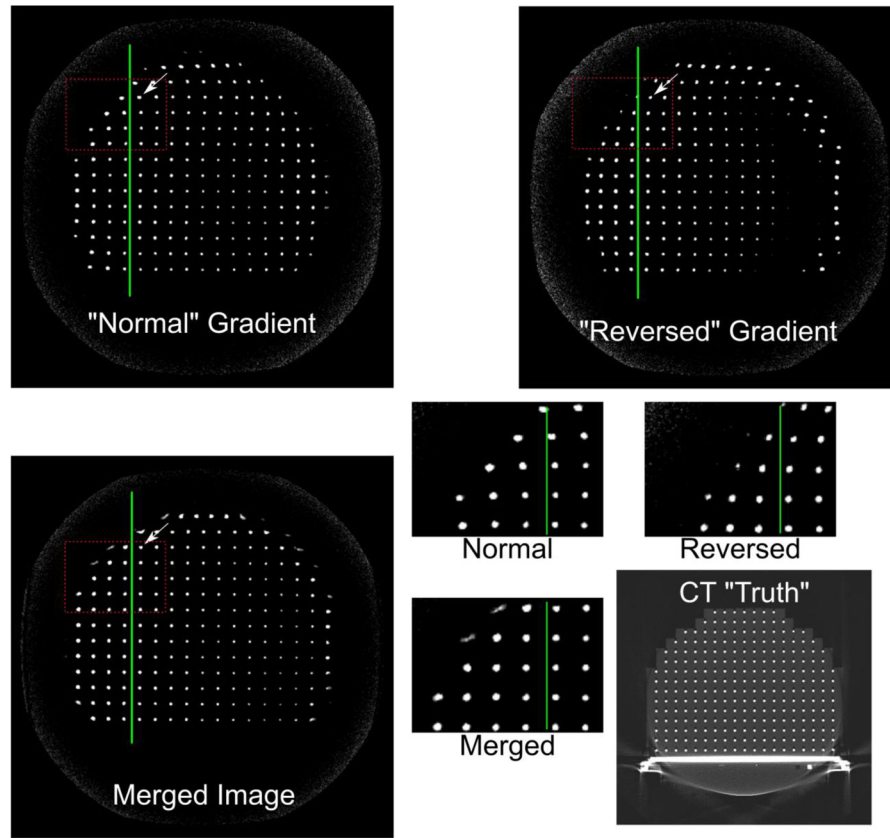 "Normal" Gradient
"Reversed" Gradient
Normal
Reversed
CT "Truth"
Merged
Merged Image